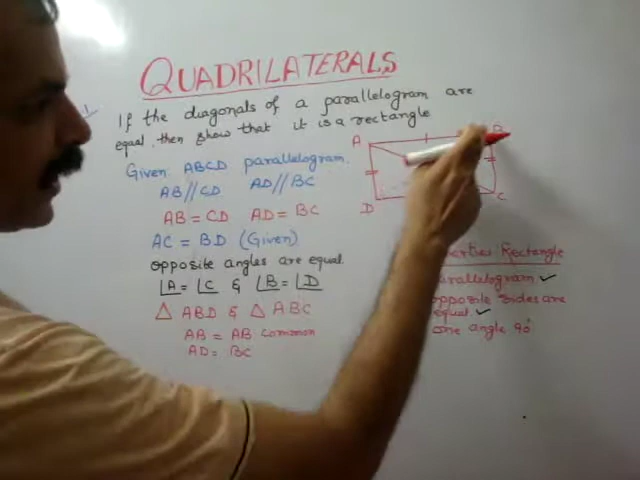 QUADRILATERALS
If the diagonals of a parallelogram are
equal, then show that it is a rectangle
Given: ABCD parallelogram.
AB//CD AD//BC
AB = CD AD = BC
AC = BD (Given)
opposite angles are equal
∠A = ∠C & ∠B = ∠D
△ ABD & △ ABC
AB = AB common
AD = BC
A
D
C
Rectangle
opposite sides are
equal ✓
one angle 90°